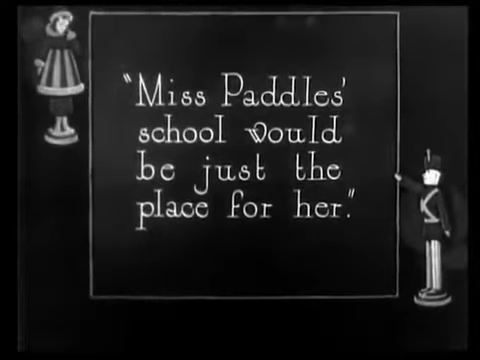 "Miss Paddles'
school would
be just the
place for her."